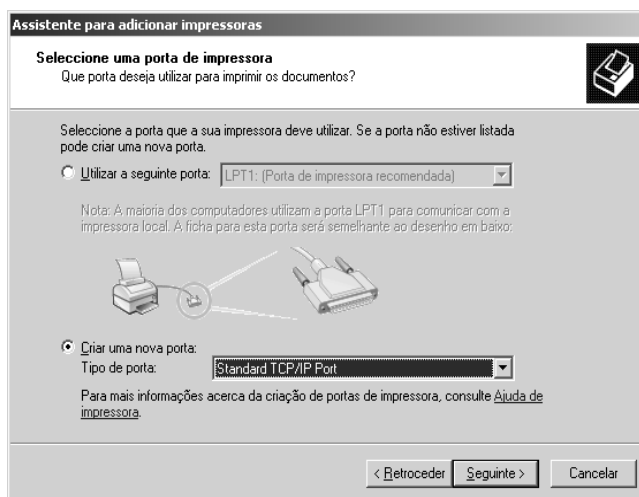 Assistente para adicionar impressoras
Seleccione uma porta de impressora
Que porta deseja utilizar para imprimir os documentos?
Seleccione a porta que a sua impressora deve utilizar. Se a porta não estiver listada
pode criar uma nova porta.
Utilizar a seguinte porta: LPT1: (Porta de impressora recomendada)
Nota: A maioria dos computadores utilizam a porta LPT1 para comunicar com a
impressora local. A ficha para esta porta será semelhante ao desenho em baixo:
Criar uma nova porta:
Tipo de porta: Standard TCP/IP Port
Para mais informações acerca da criação de portas de impressora, consulte Ajuda de
impressora.
< Retroceder Seguinte > Cancelar